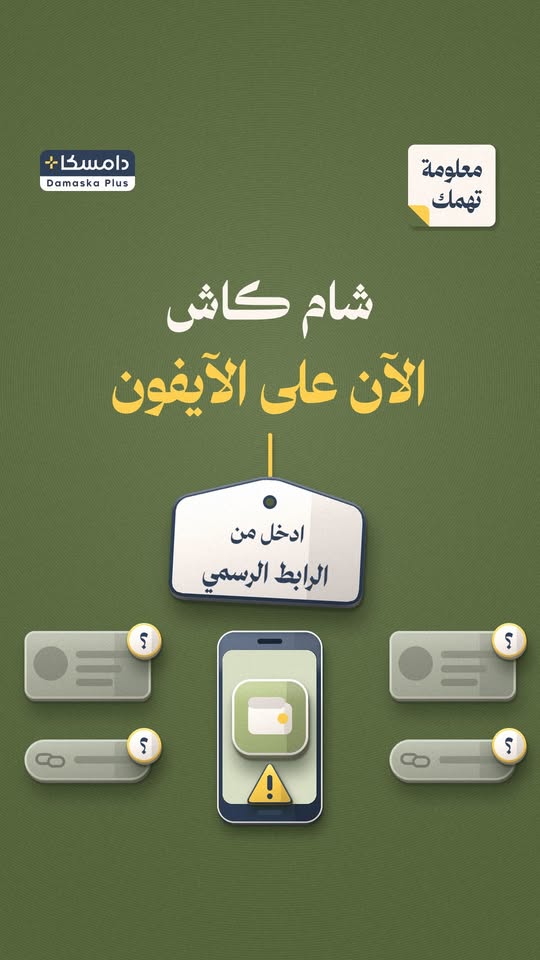 معلومة
تهمك
دامسكا+
Damaska Plus
شام كاش
الآن على الآيفون
ادخل من
الرابط الرسمي
؟
؟
؟
؟